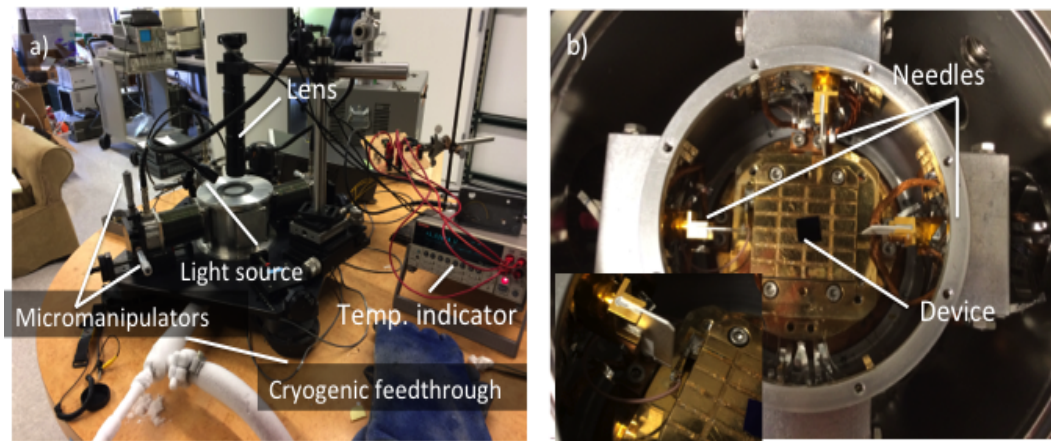 a)
Lens
Light source
Micromanipulators
Temp. indicator
Cryogenic feedthrough
b)
Needles
Device